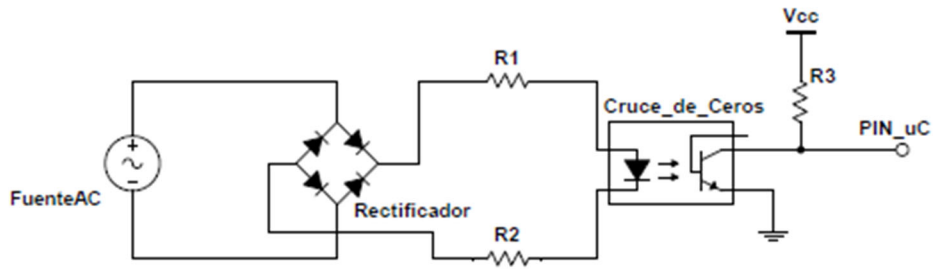 Vcc
R1
R3
Cruce_de_Ceros
PIN_uC
FuenteAC
Rectificador
R2